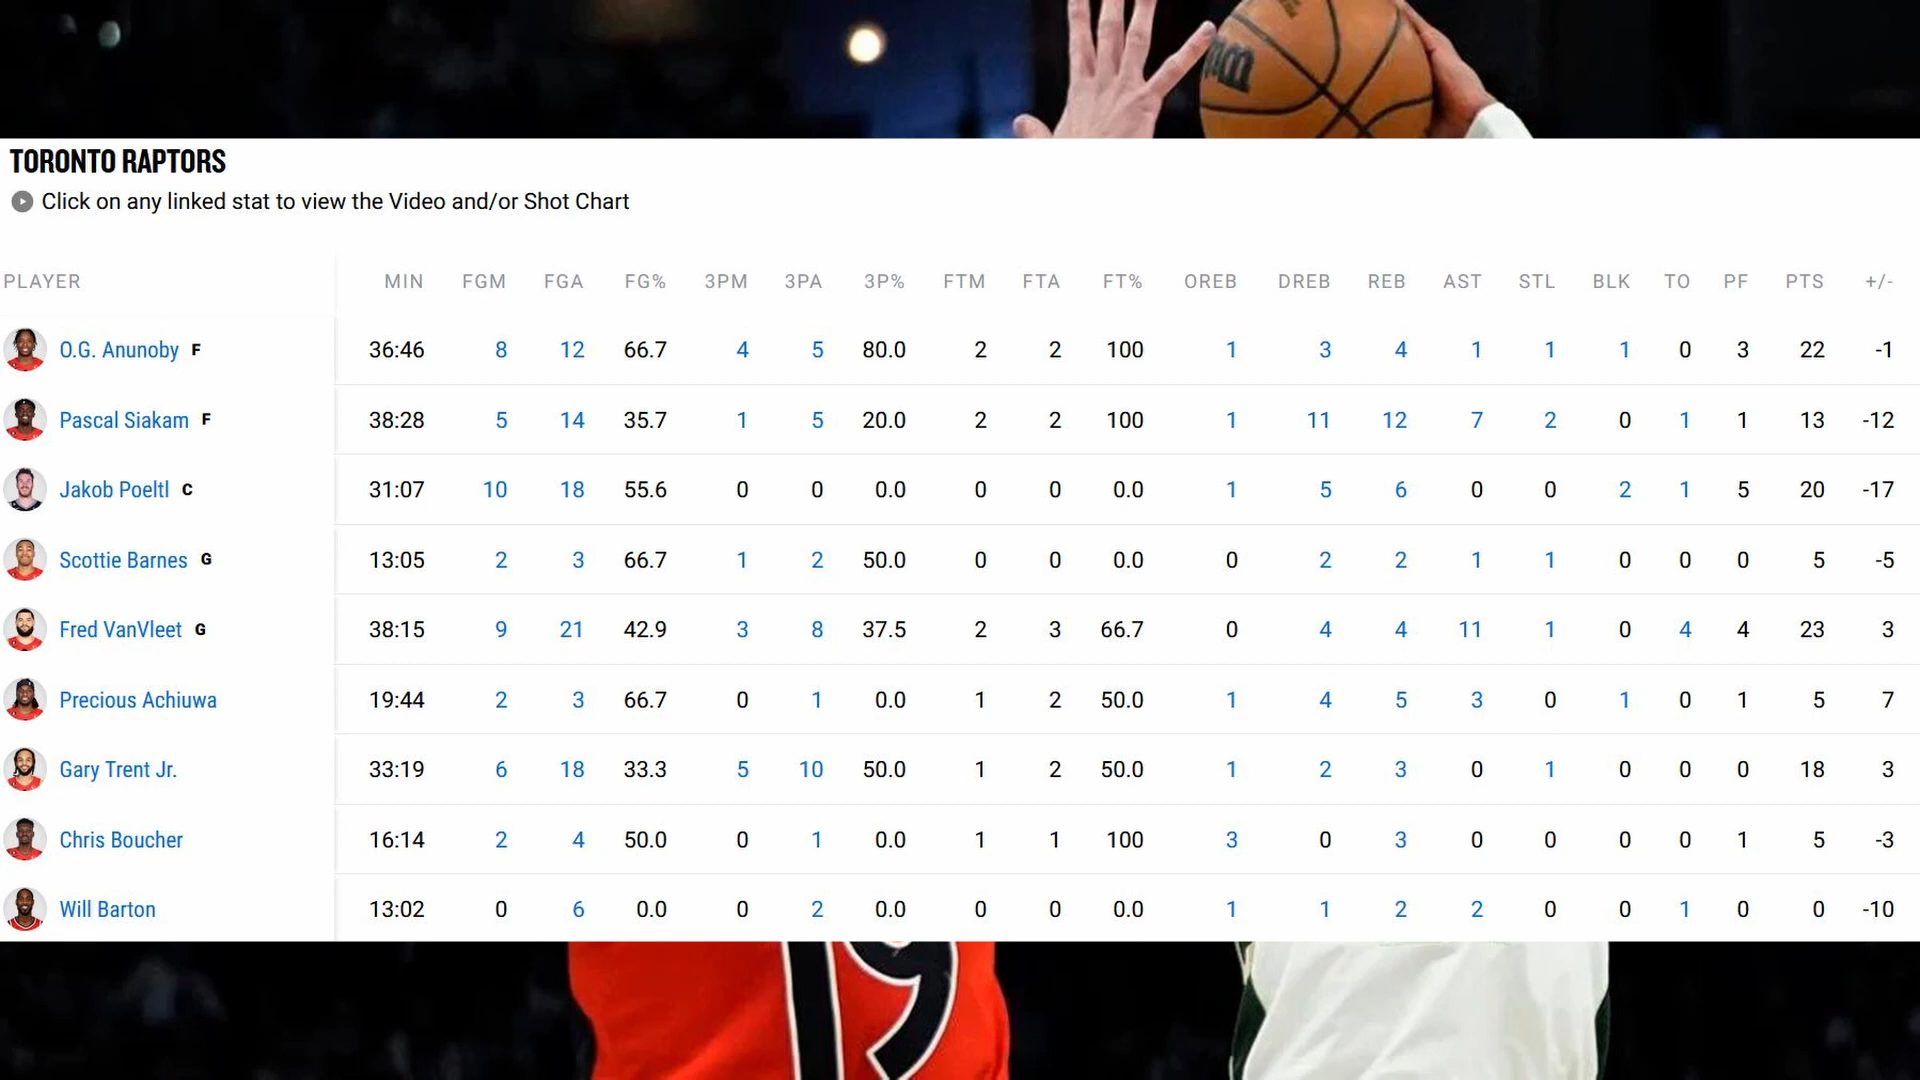 TORONTO RAPTORS
Click on any linked stat to view the Video and/or Shot Chart
PLAYER MIN FGM FGA FG% 3PM 3PA 3P% FTM FTA FT% OREB DREB REB AST STL BLK TO PF PTS +/-
O.G. Anunoby F 36:46 8 12 66.7 4 5 80.0 2 2 100 1 3 4 1 1 1 0 3 22 -1
Pascal Siakam F 38:28 5 14 35.7 1 5 20.0 2 2 100 1 11 12 7 2 0 1 1 13 -12
Jakob Poeltl C 31:07 10 18 55.6 0 0 0.0 0 0 0.0 1 5 6 0 0 2 1 5 20 -17
Scottie Barnes G 13:05 2 3 66.7 1 2 50.0 0 0 0.0 0 2 2 1 1 0 0 0 5 -5
Fred VanVleet G 38:15 9 21 42.9 3 8 37.5 2 3 66.7 0 4 4 11 1 0 4 4 23 3
Precious Achiuwa 19:44 2 3 66.7 0 1 0.0 1 2 50.0 1 4 5 3 0 1 0 1 5 7
Gary Trent Jr. 33:19 6 18 33.3 5 10 50.0 1 2 50.0 1 2 3 0 1 0 0 0 18 3
Chris Boucher 16:14 2 4 50.0 0 1 0.0 1 1 100 3 0 3 0 0 0 0 1 5 -3
Will Barton 13:02 0 6 0.0 0 2 0.0 0 0 0.0 1 1 2 2 0 0 1 0 0 -10
19